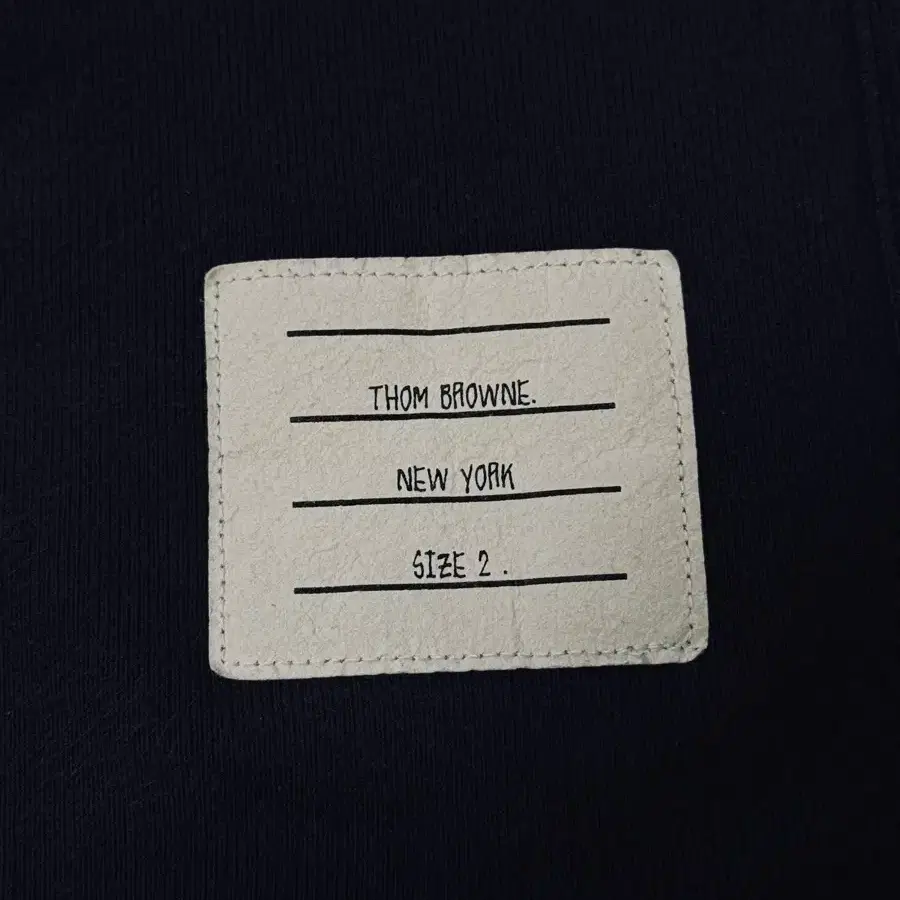 THOM BROWNE.
NEW YORK
SIZE 2 .